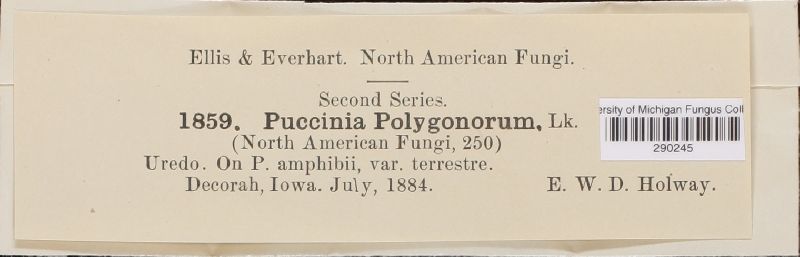 Ellis & Everhart. North American Fungi.
Second Series.
1859. Puccinia Polygonorum, Lk.
(North American Fungi, 250)
Uredo. On P. amphibii, var. terrestre.
Decorah, Iowa. July, 1884. E. W. D. Holway.
ersity of Michigan Fungus Coll
290245